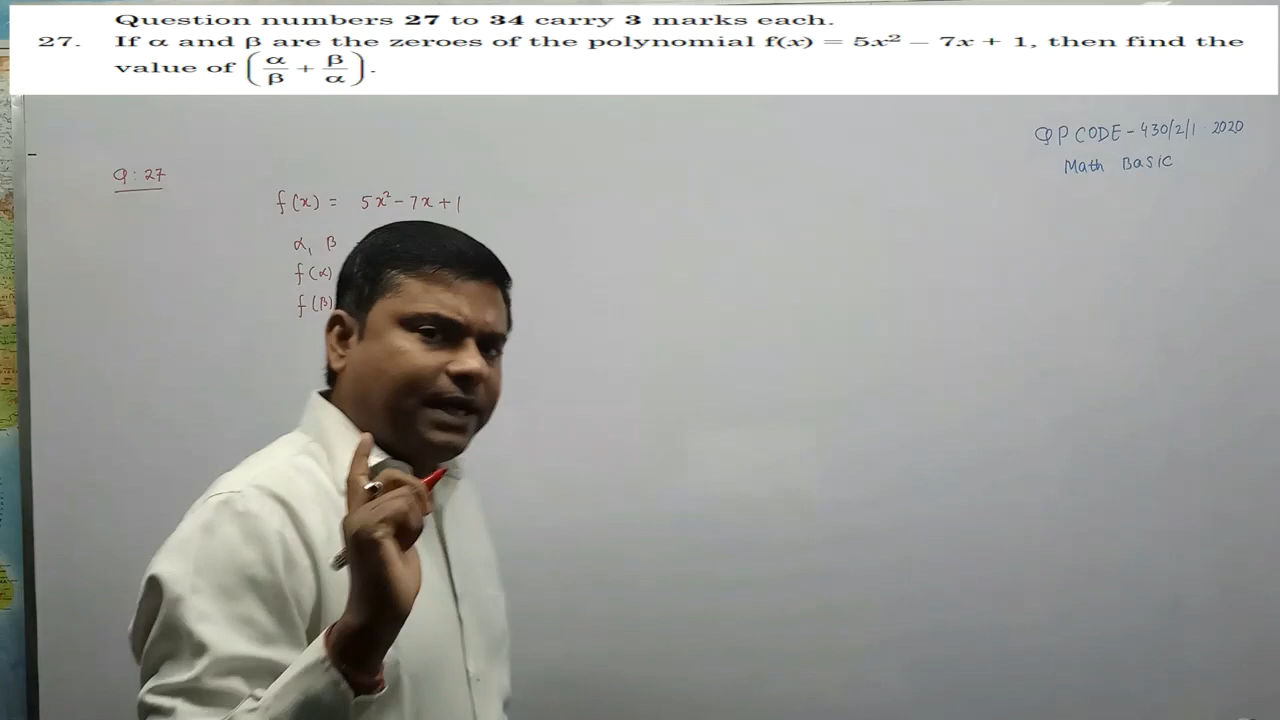 Question numbers 27 to 34 carry 3 marks each.
27. If α and β are the zeroes of the polynomial f(x) = 5x² – 7x + 1, then find the
value of (α/β + β/α).
QP CODE - 430/2/1 2020
Math Basic
Q: 27
f(x) = 5x² - 7x + 1
α, β
f(α)
f(β)